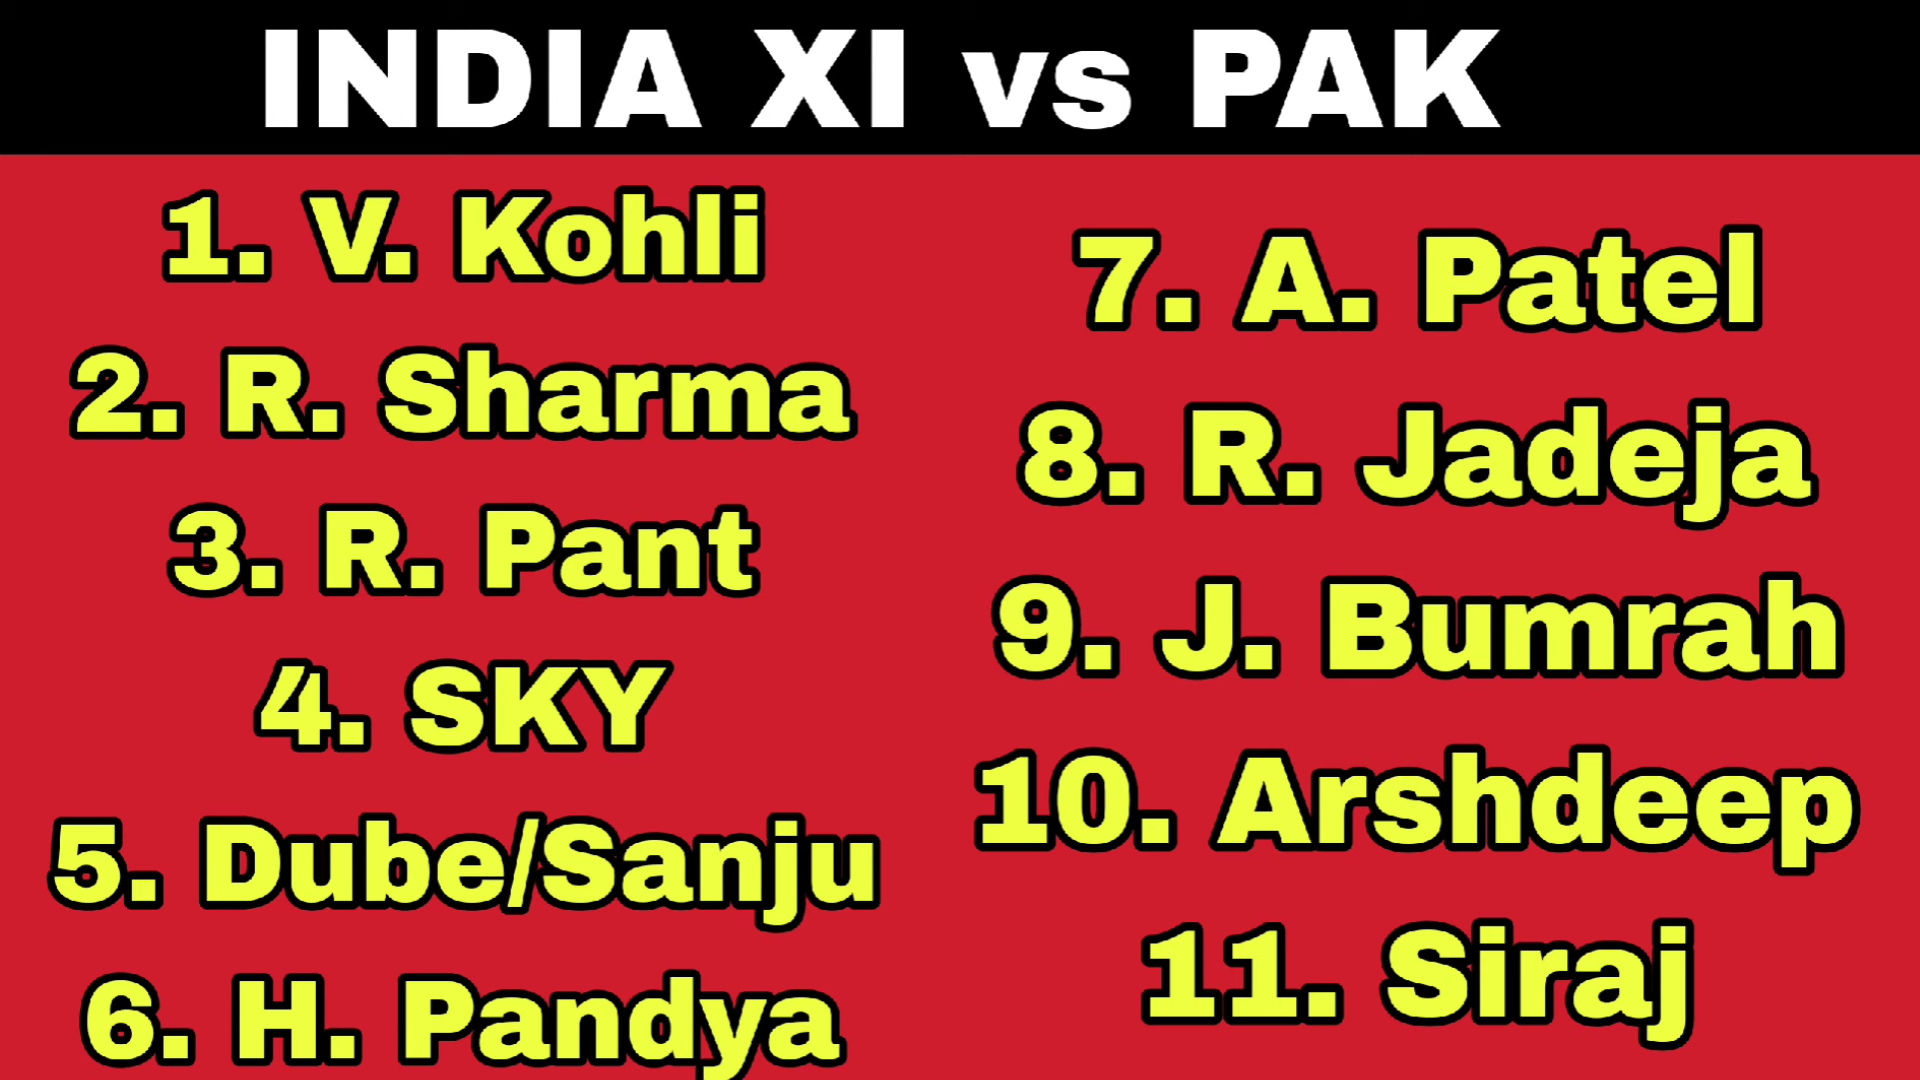 INDIA XI vs PAK
1. V. Kohli
2. R. Sharma
3. R. Pant
4. SKY
5. Dube/Sanju
6. H. Pandya
7. A. Patel
8. R. Jadeja
9. J. Bumrah
10. Arshdeep
11. Siraj